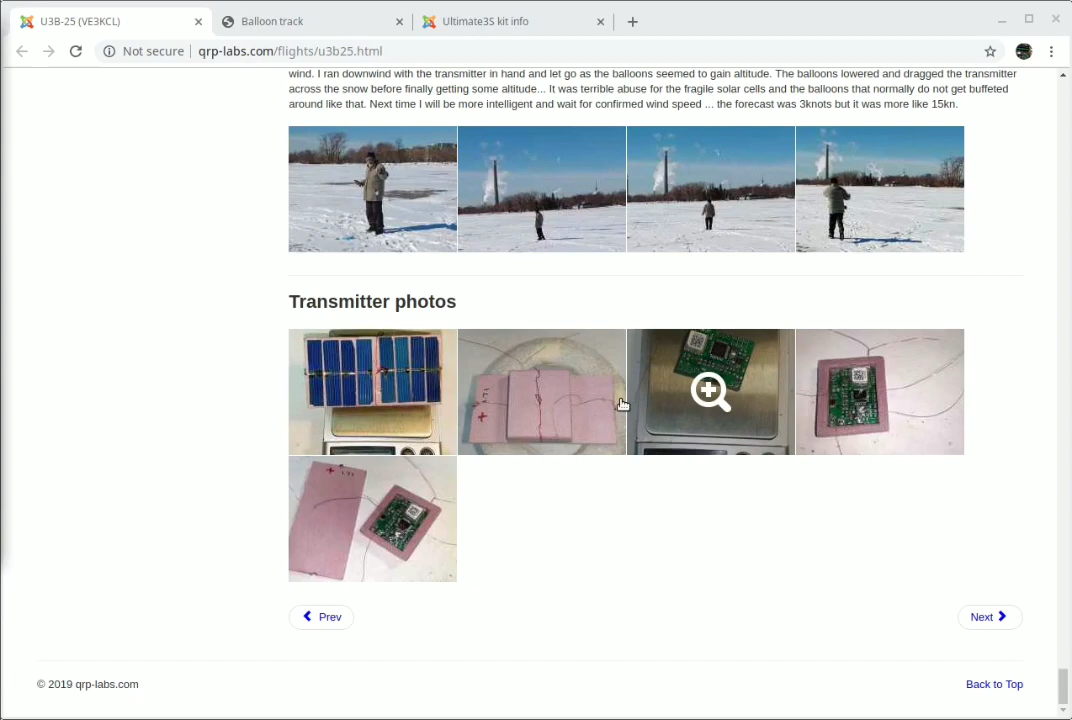 U3B-25 (VE3KCL)
Balloon track
Ultimate3S kit info
Not secure
qrp-labs.com/flights/u3b25.html
wind. I ran downwind with the transmitter in hand and let go as the balloons seemed to gain altitude. The balloons lowered and dragged the transmitter
across the snow before finally getting some altitude... It was terrible abuse for the fragile solar cells and the balloons that normally do not get buffeted
around like that. Next time I will be more intelligent and wait for confirmed wind speed ... the forecast was 3knots but it was more like 15kn.
Transmitter photos
Prev
Next
© 2019 qrp-labs.com
Back to Top